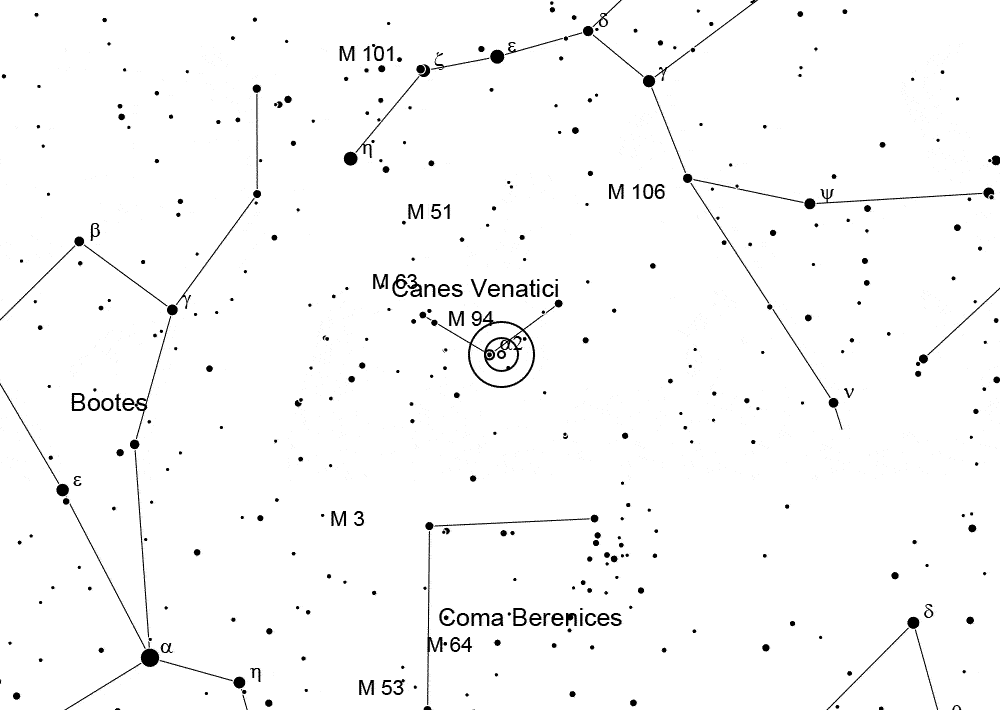 δ
M 101 ζ ε
γ
η
M 106 ψ
M 51
β
M 63
Canes Venatici
γ
M 94
α2
ν
Bootes
ε
M 3
Coma Berenices
δ
M 64
α
η
M 53